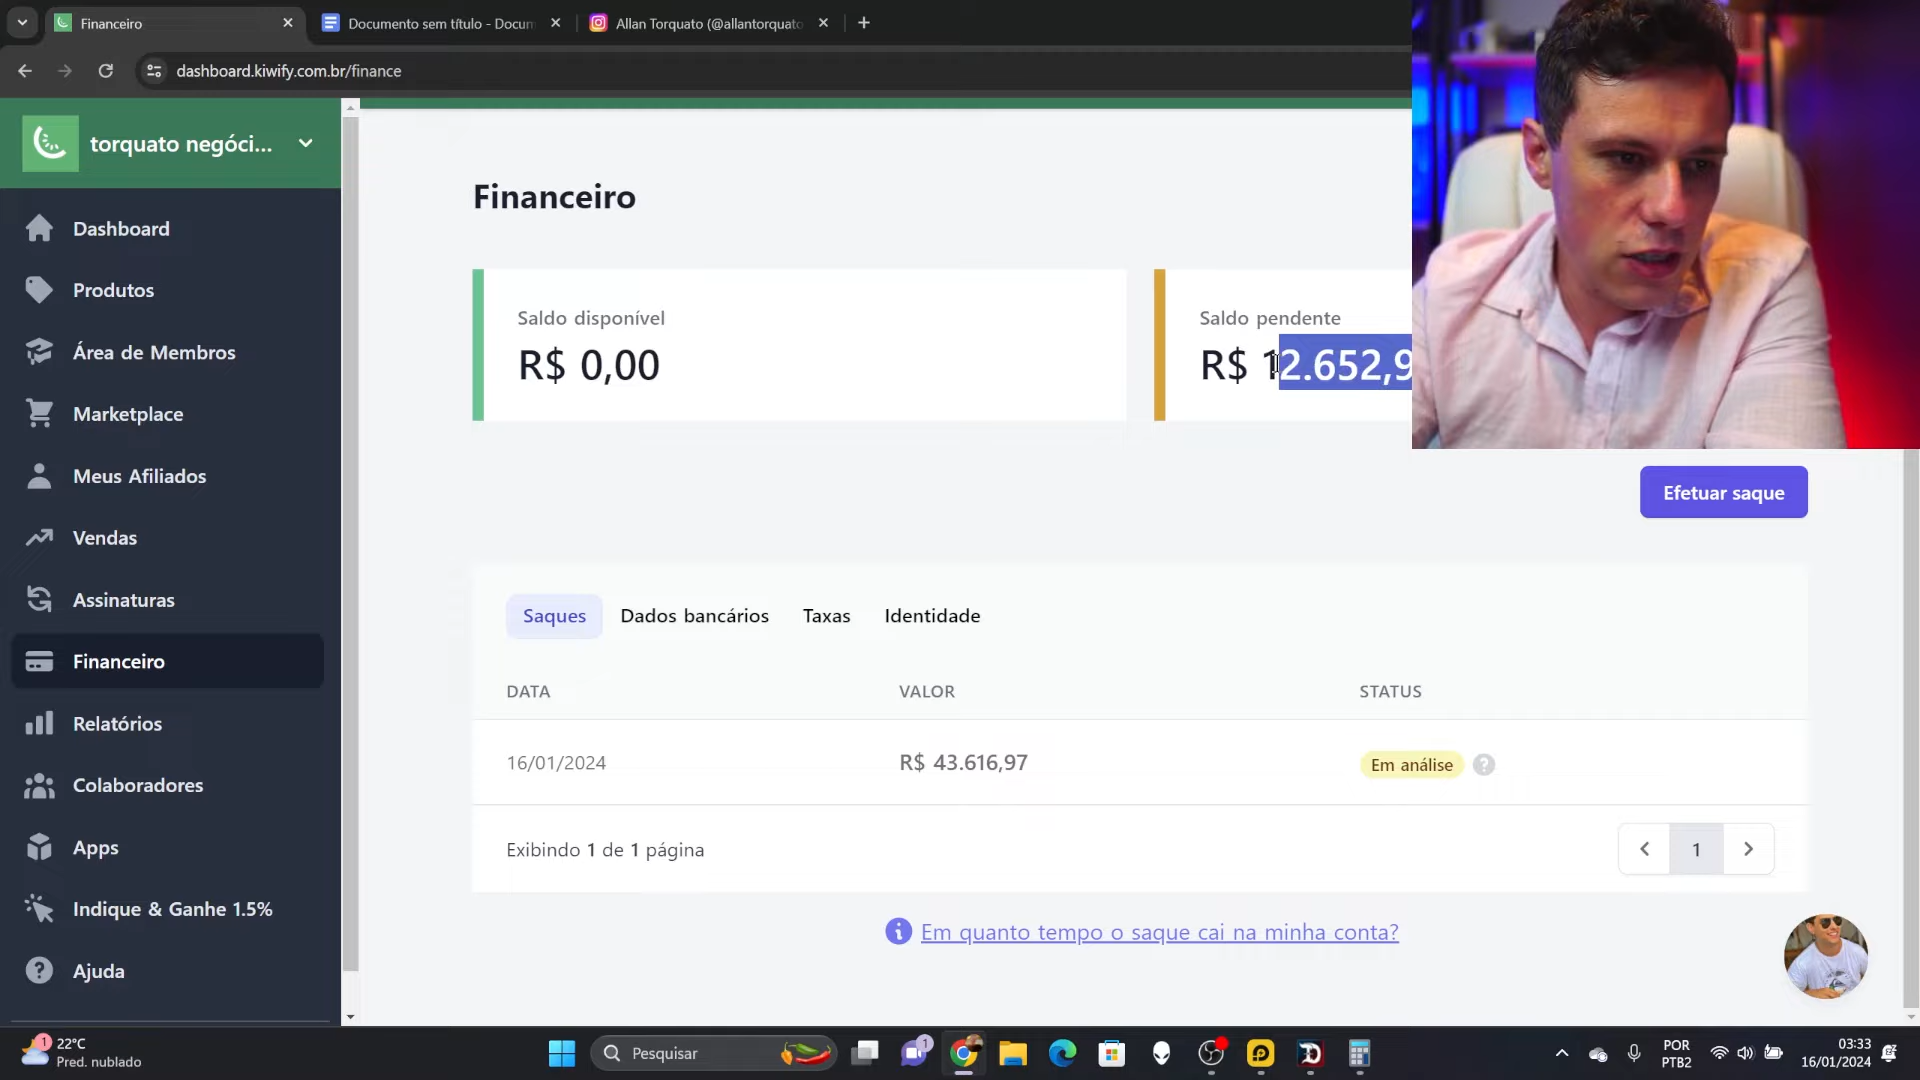 Financeiro
Documento sem título - Docum
Allan Torquato (@allantorquato
dashboard.kiwify.com.br/finance
torquato negóci...
Dashboard
Produtos
Área de Membros
Marketplace
Meus Afiliados
Vendas
Assinaturas
Financeiro
Relatórios
Colaboradores
Apps
Indique & Ganhe 1.5%
Ajuda
Financeiro
Saldo disponível
R$ 0,00
Saldo pendente
R$ 12.652,9
Efetuar saque
Saques Dados bancários Taxas Identidade
DATA VALOR STATUS
16/01/2024 R$ 43.616,97 Em análise ?
Exibindo 1 de 1 página
1
Em quanto tempo o saque cai na minha conta?
1
22°C
Pred. nublado
Pesquisar
1
POR
PTB2
03:33
16/01/2024